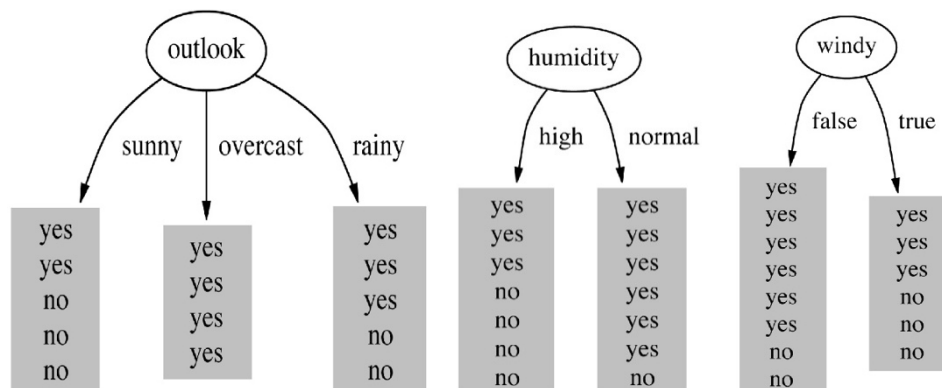 outlook
sunny
overcast
rainy
yes
yes
no
no
no
yes
yes
yes
yes
yes
yes
yes
no
no
humidity
high
normal
yes
yes
yes
no
no
no
no
yes
yes
yes
yes
yes
yes
no
windy
false
true
yes
yes
yes
yes
yes
yes
no
no
yes
yes
yes
no
no
no